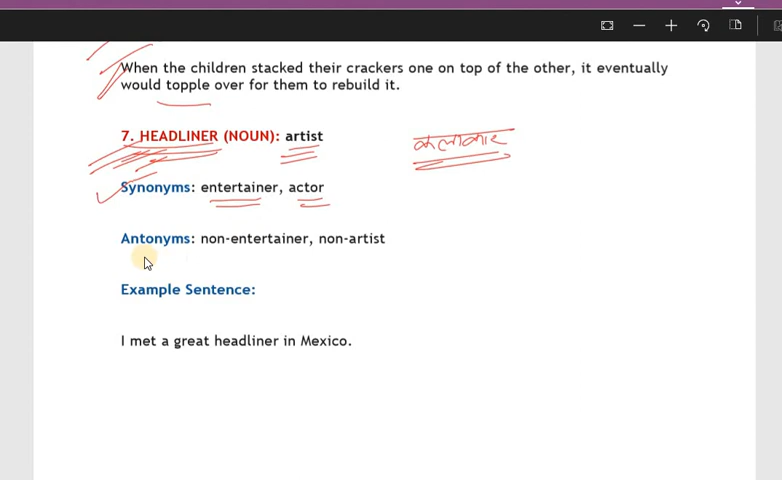 When the children stacked their crackers one on top of the other, it eventually
would topple over for them to rebuild it.
7. HEADLINER (NOUN): artist
कलाकार
Synonyms: entertainer, actor
Antonyms: non-entertainer, non-artist
Example Sentence:
I met a great headliner in Mexico.